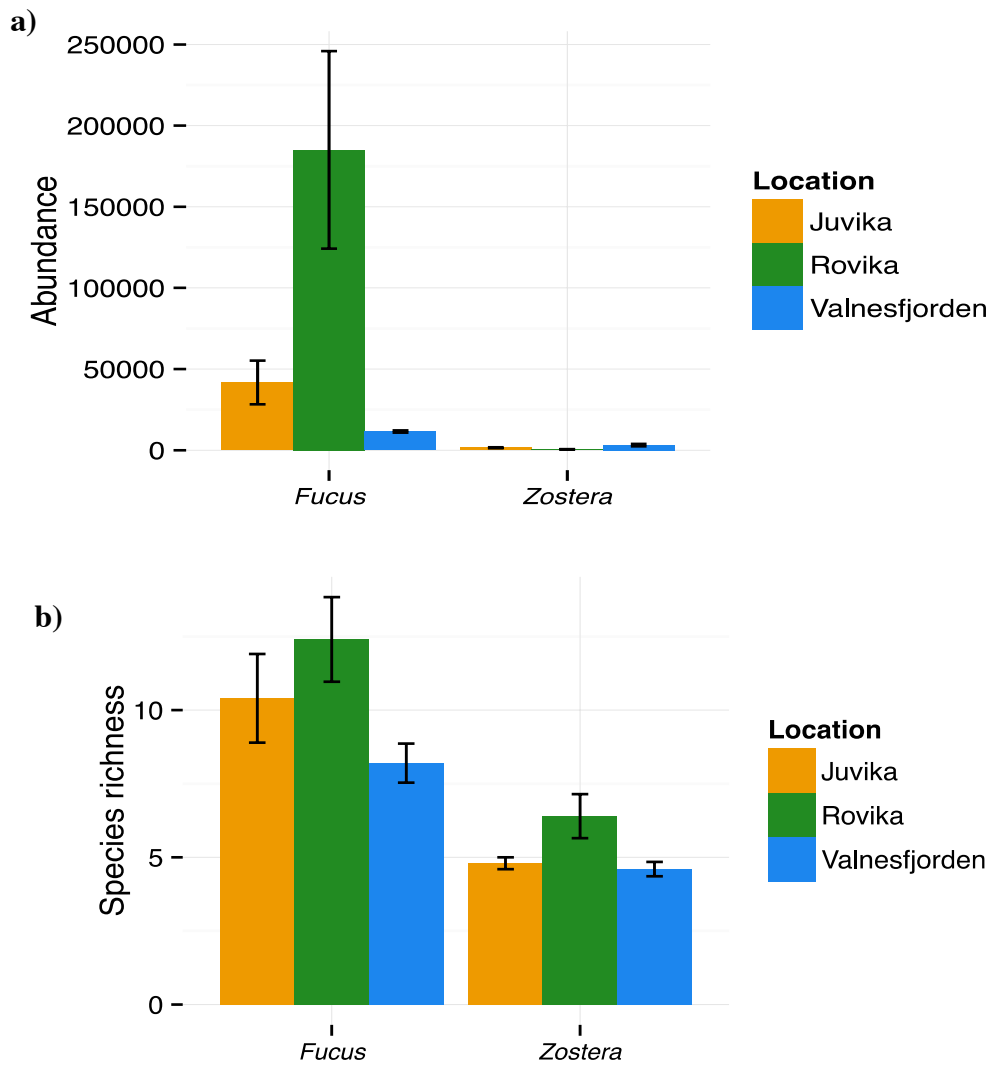 a)
250000
200000
150000
100000
50000
0
Abundance
Fucus
Zostera
Location
Juvika
Rovika
Valnesfjorden
b)
10
5
0
Species richness
Fucus
Zostera
Location
Juvika
Rovika
Valnesfjorden